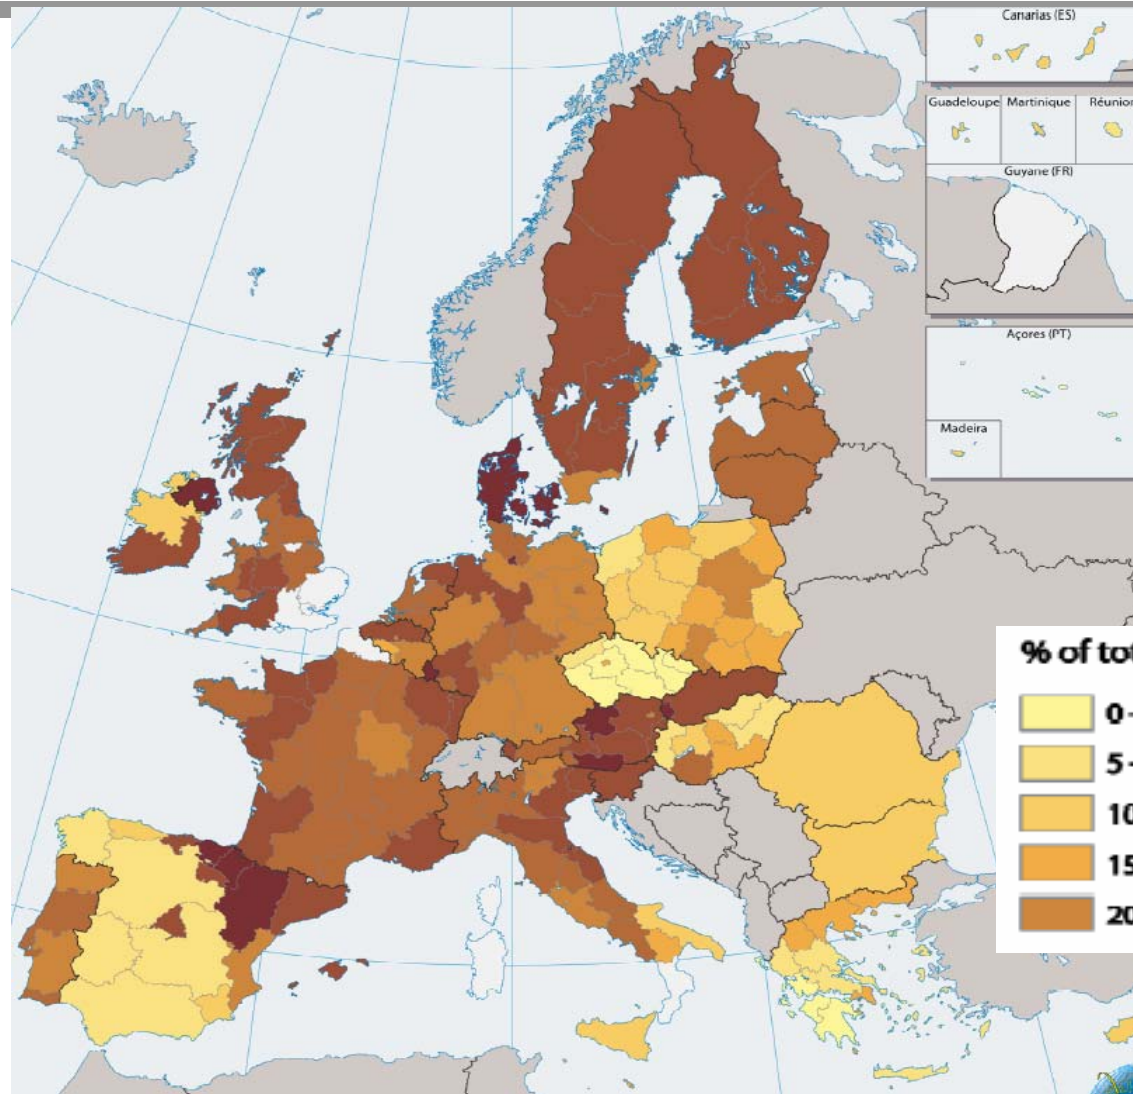 Canarias (ES)
Guadeloupe
Martinique
Réunion
Guyane (FR)
Açores (PT)
Madeira
% of tot
0 -
5 -
10
15
20